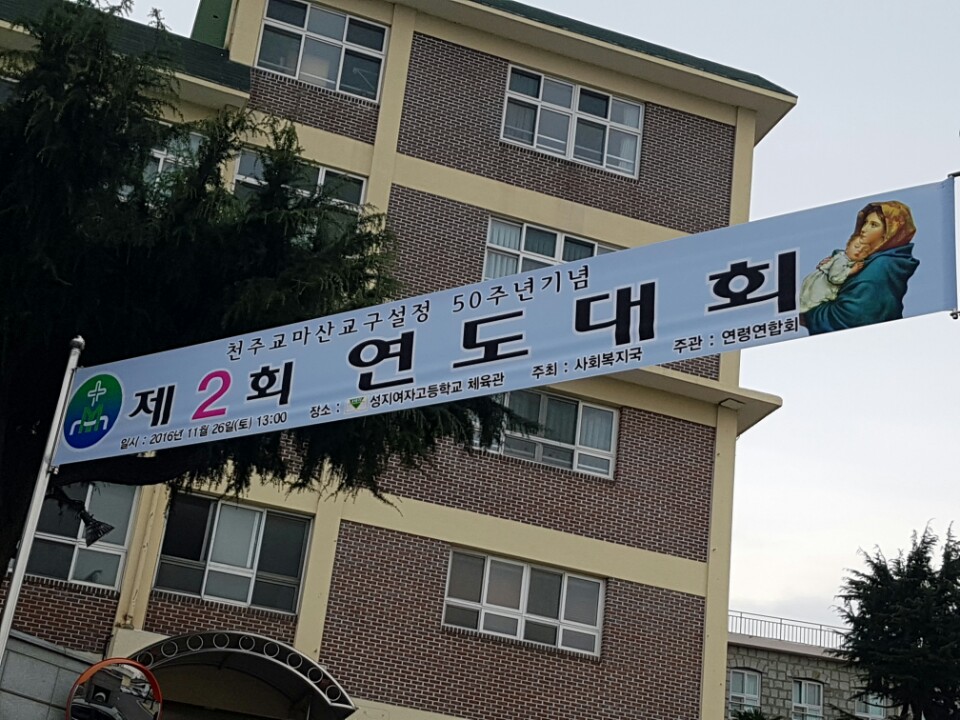 천주교마산교구설정 50주년기념
제2회 연도대회
일시 : 2016년 11월 26일(토) 13:00 장소 : 성지여자고등학교 체육관 주최 : 사회복지국 주관 : 연령연합회